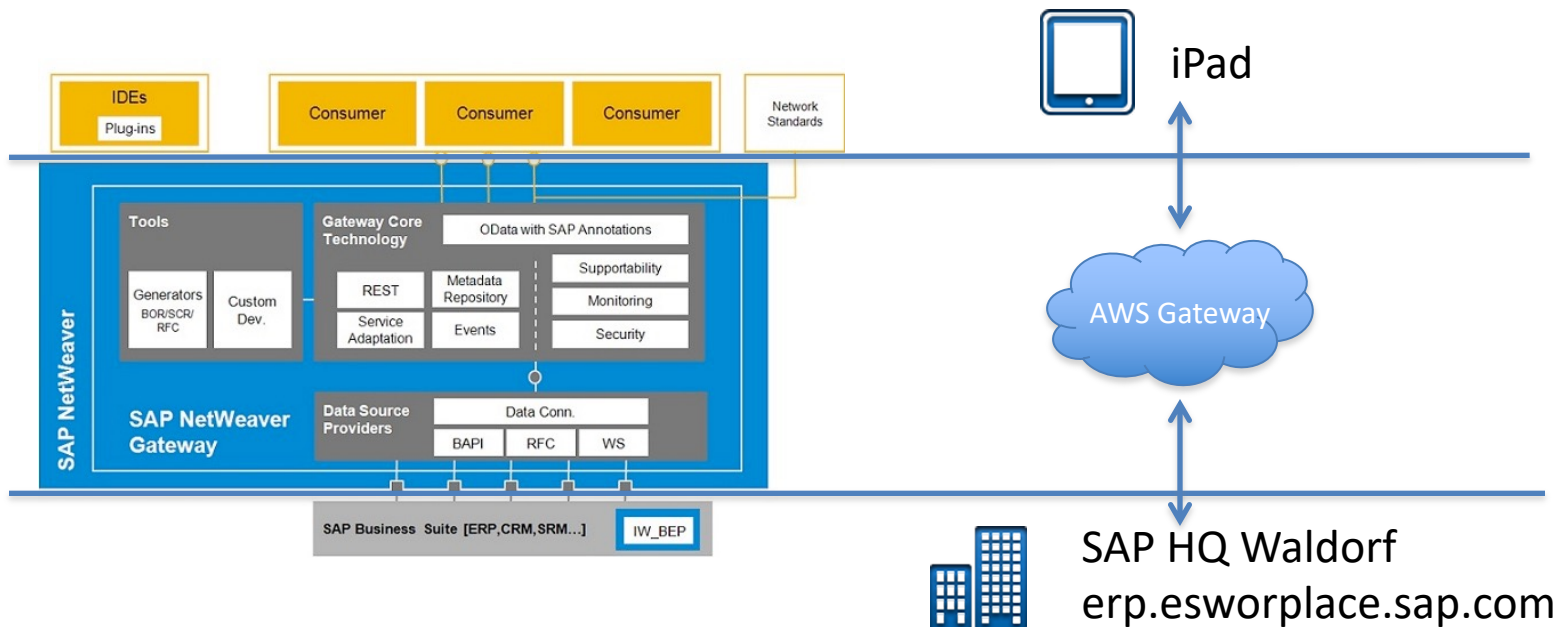 iPad
IDEs
Plug-ins
Consumer
Consumer
Consumer
Network
Standards
SAP NetWeaver
Tools
Generators
BOR/SCR/
RFC
Custom
Dev.
Gateway Core
Technology
OData with SAP Annotations
REST
Metadata
Repository
Service
Adaptation
Events
Supportability
Monitoring
Security
SAP NetWeaver
Gateway
Data Source
Providers
Data Conn.
BAPI
RFC
WS
SAP Business Suite [ERP,CRM,SRM...]
IW_BEP
AWS Gateway
SAP HQ Waldorf
erp.esworplace.sap.com